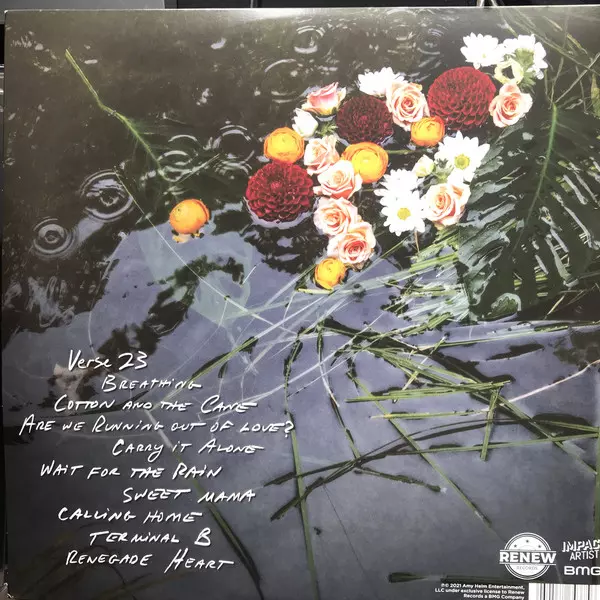 Verse 23
BREATHING
COTTON AND THE CANE
ARE WE RUNNING OUT OF LOVE?
CARRY IT ALONE
WAIT FOR THE RAIN
SWEET MAMA
CALLING HOME
TERMINAL B
RENEGADE HEART
RENEW
RECORDS
IMPAC
ARTIST
BMG
℗© 2021 Amy Helm Entertainment,
LLC under exclusive license to Renew
Records a BMG Company